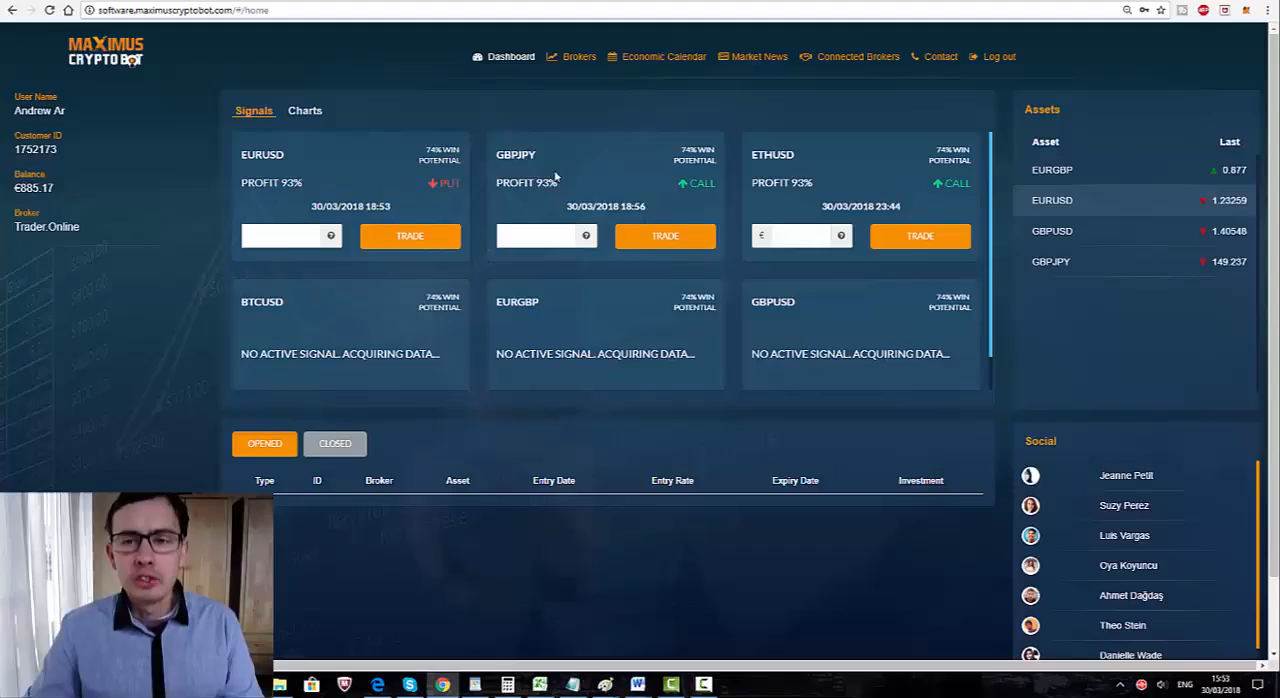 software.maximuscryptobot.com/#/home
MAXIMUS
CRYPTOBOT
Dashboard
Brokers
Economic Calendar
Market News
Connected Brokers
Contact
Log out
User Name
Andrew Ar
Customer ID
1752173
Balance
€885.17
Broker
Trader.Online
Signals
Charts
EURUSD
74% WIN
POTENTIAL
PROFIT 93%
PUT
30/03/2018 18:53
TRADE
GBPJPY
74% WIN
POTENTIAL
PROFIT 93%
CALL
30/03/2018 18:56
TRADE
ETHUSD
74% WIN
POTENTIAL
PROFIT 93%
CALL
30/03/2018 23:44
€
TRADE
BTCUSD
74% WIN
POTENTIAL
NO ACTIVE SIGNAL. ACQUIRING DATA...
EURGBP
74% WIN
POTENTIAL
NO ACTIVE SIGNAL. ACQUIRING DATA...
GBPUSD
74% WIN
POTENTIAL
NO ACTIVE SIGNAL. ACQUIRING DATA...
Assets
Asset Last
EURGBP 0.877
EURUSD 1.23259
GBPUSD 1.40548
GBPJPY 149.237
OPENED
CLOSED
Type ID Broker Asset Entry Date Entry Rate Expiry Date Investment
Social
Jeanne Petit
Suzy Perez
Luis Vargas
Oya Koyuncu
Ahmet Dağdaş
Theo Stein
Danielle Wade
ENG
15:53
30/03/2018